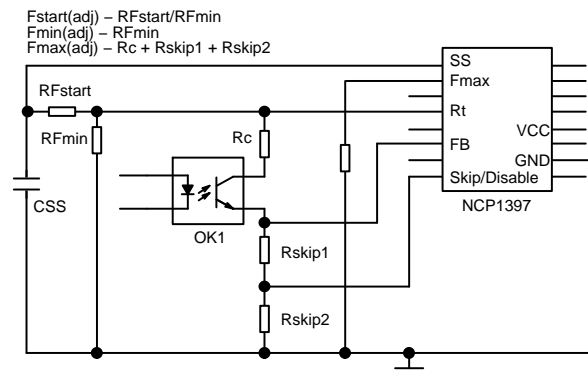 Fstart(adj) – RFstart/RFmin
Fmin(adj) – RFmin
Fmax(adj) – Rc + Rskip1 + Rskip2
SS
Fmax
RFstart
Rt
RFmin
Rc
VCC
FB
GND
Skip/Disable
CSS
NCP1397
OK1
Rskip1
Rskip2